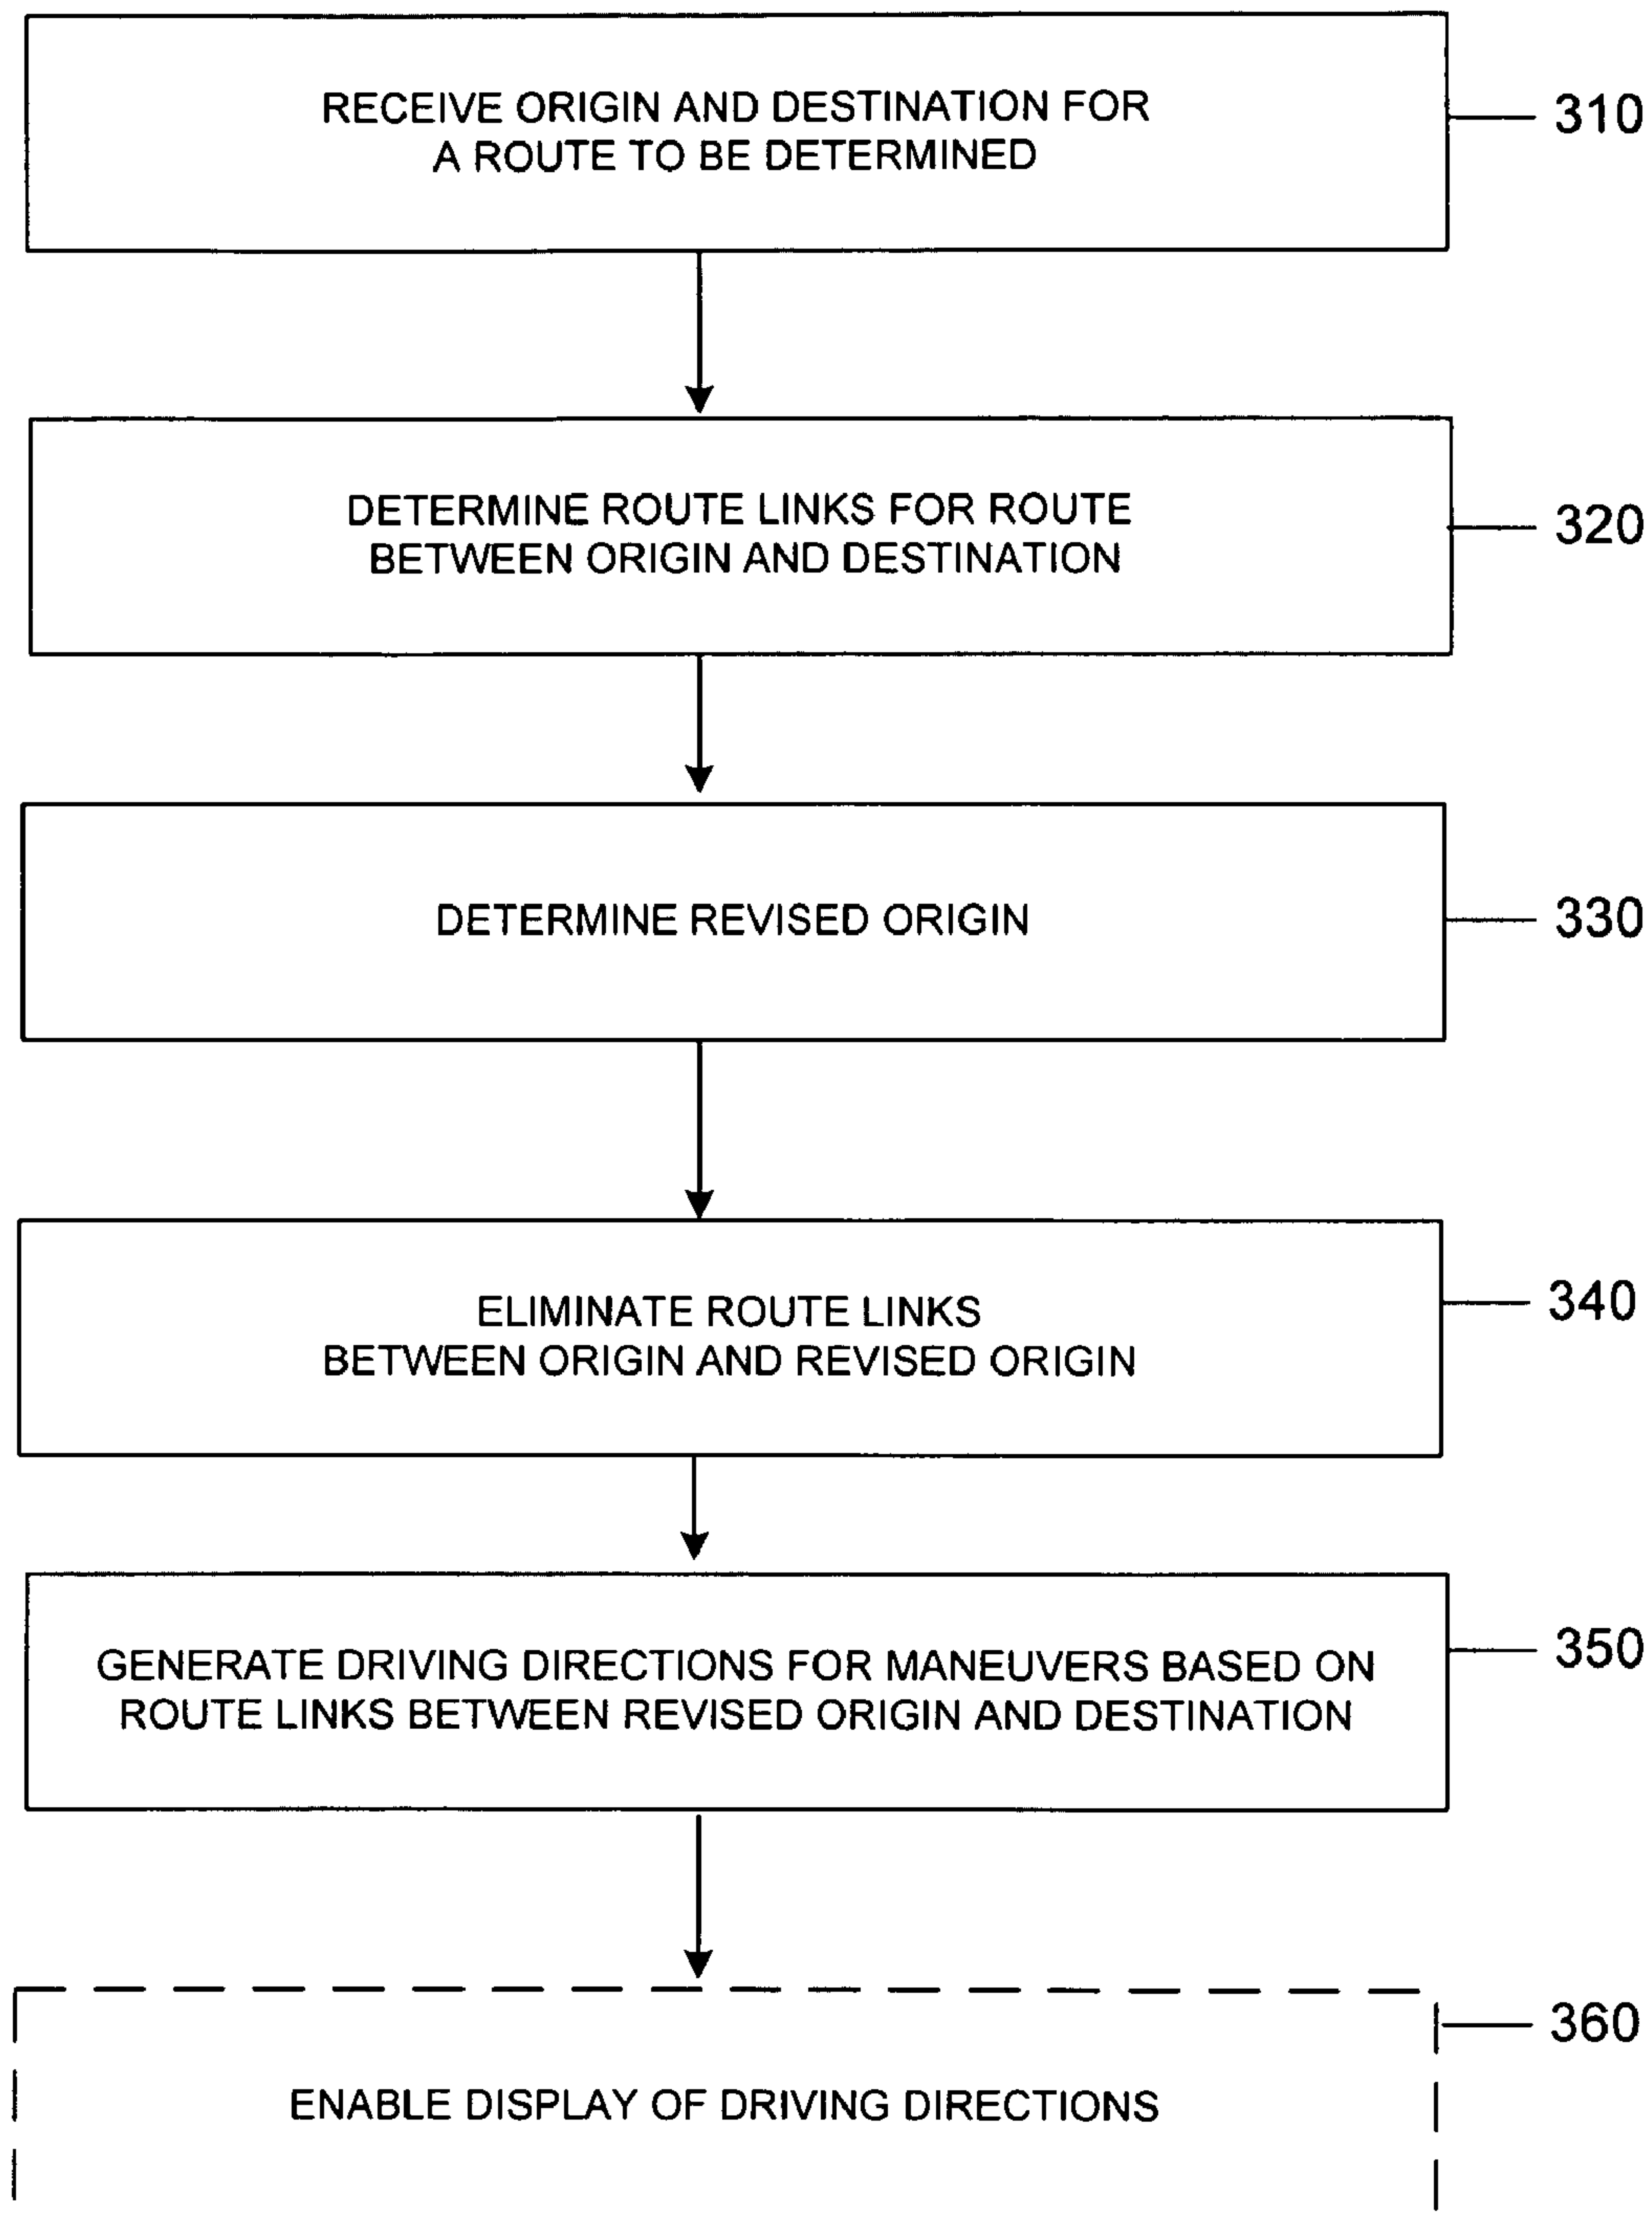 RECEIVE ORIGIN AND DESTINATION FOR
A ROUTE TO BE DETERMINED
310
DETERMINE ROUTE LINKS FOR ROUTE
BETWEEN ORIGIN AND DESTINATION
320
DETERMINE REVISED ORIGIN
330
ELIMINATE ROUTE LINKS
BETWEEN ORIGIN AND REVISED ORIGIN
340
GENERATE DRIVING DIRECTIONS FOR MANEUVERS BASED ON
ROUTE LINKS BETWEEN REVISED ORIGIN AND DESTINATION
350
ENABLE DISPLAY OF DRIVING DIRECTIONS
360